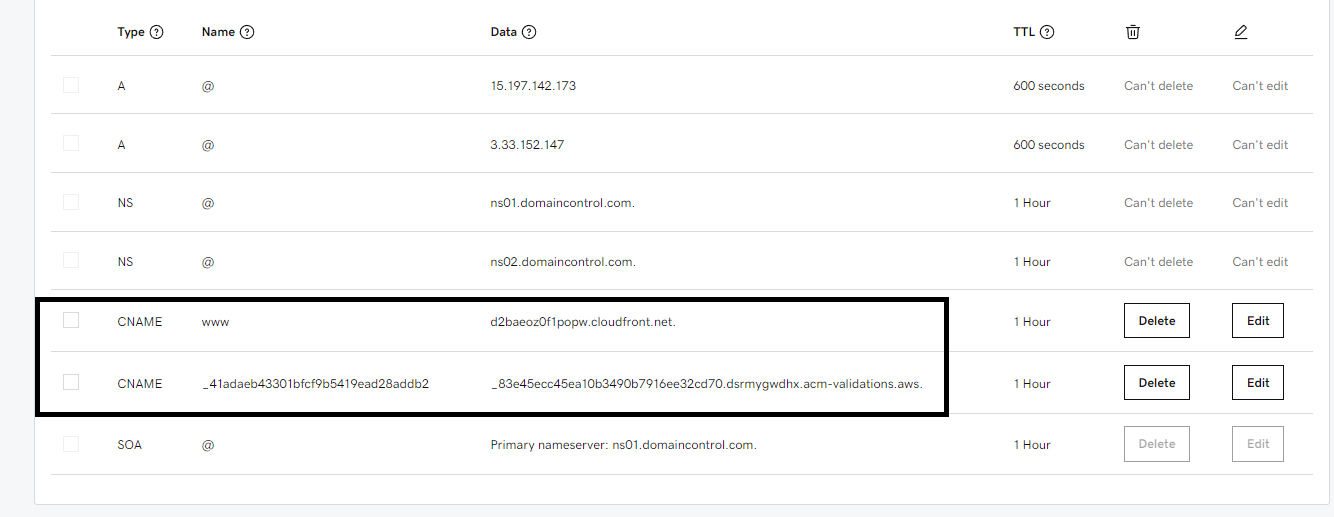 Type Name Data TTL
A @ 15.197.142.173 600 seconds Can't delete Can't edit
A @ 3.33.152.147 600 seconds Can't delete Can't edit
NS @ ns01.domaincontrol.com. 1 Hour Can't delete Can't edit
NS @ ns02.domaincontrol.com. 1 Hour Can't delete Can't edit
CNAME www d2baeoz0f1popw.cloudfront.net. 1 Hour Delete Edit
CNAME _41adaeb43301bfcf9b5419ead28addb2 _83e45ecc45ea10b3490b7916ee32cd70.dsrmygwdhx.acm-validations.aws. 1 Hour Delete Edit
SOA @ Primary nameserver: ns01.domaincontrol.com. 1 Hour Delete Edit